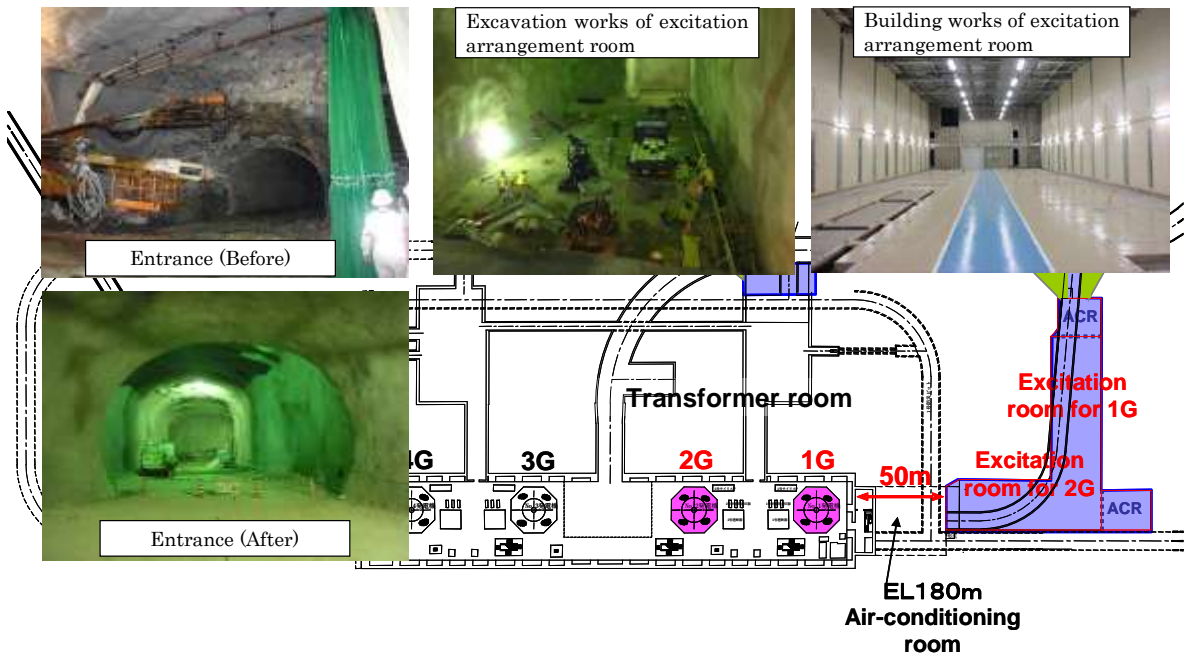 Excavation works of excitation
arrangement room
Building works of excitation
arrangement room
Entrance (Before)
Entrance (After)
ACR
Excitation
room for 1G
Transformer room
4G
3G
2G
1G
50m
Excitation
room for 2G
ACR
EL180m
Air-conditioning
room